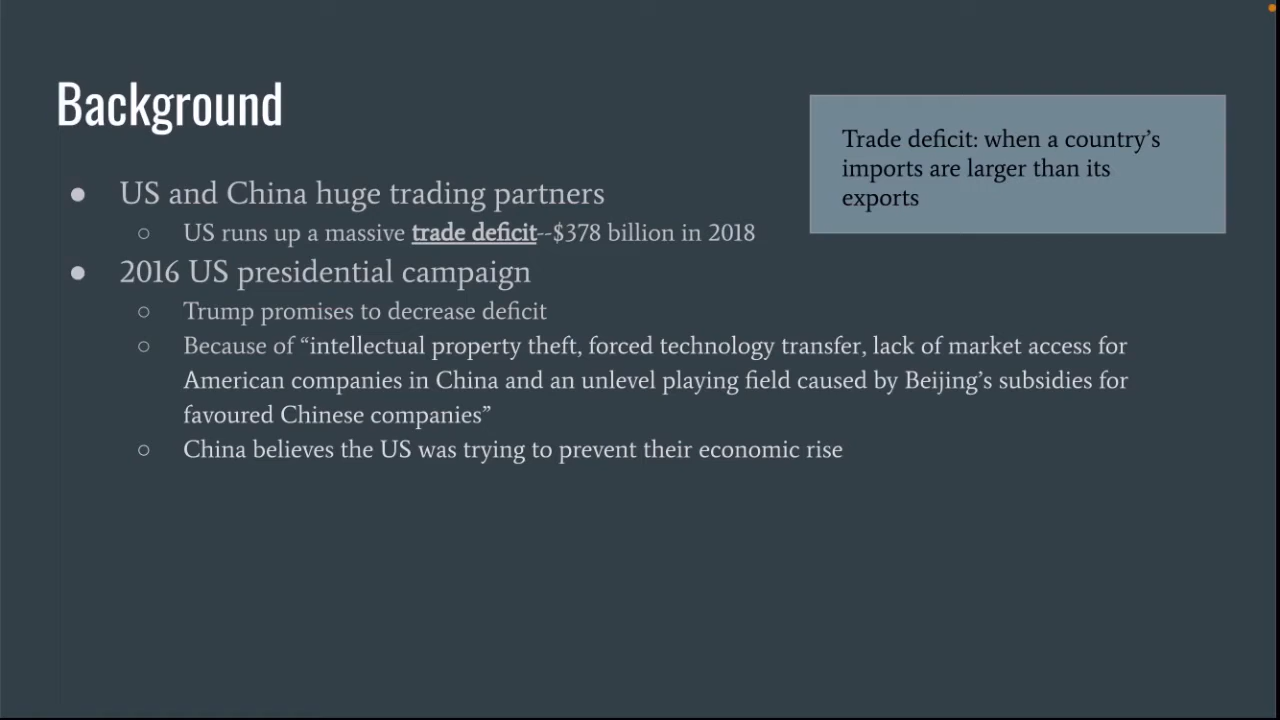 Background
Trade deficit: when a country's
imports are larger than its
exports
● US and China huge trading partners
○ US runs up a massive trade deficit--$378 billion in 2018
● 2016 US presidential campaign
○ Trump promises to decrease deficit
○ Because of “intellectual property theft, forced technology transfer, lack of market access for
American companies in China and an unlevel playing field caused by Beijing’s subsidies for
favoured Chinese companies”
○ China believes the US was trying to prevent their economic rise